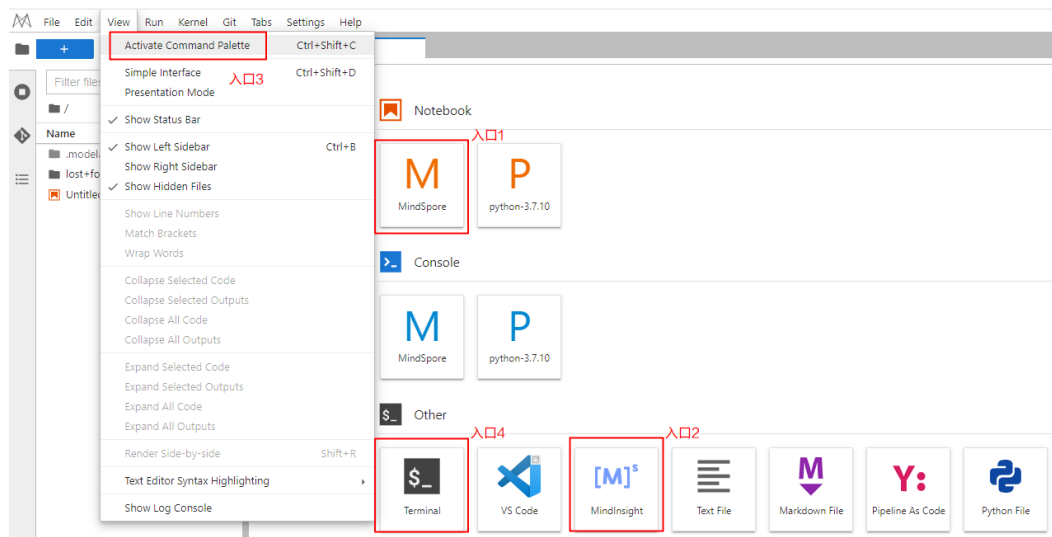 File Edit View Run Kernel Git Tabs Settings Help
Activate Command Palette Ctrl+Shift+C
Simple Interface Ctrl+Shift+D
入口3
Presentation Mode
Show Status Bar
Show Left Sidebar Ctrl+B
Show Right Sidebar
Show Hidden Files
Show Line Numbers
Match Brackets
Wrap Words
Collapse Selected Code
Collapse Selected Outputs
Collapse All Code
Collapse All Outputs
Expand Selected Code
Expand Selected Outputs
Expand All Code
Expand All Outputs
Render Side-by-side Shift+R
Text Editor Syntax Highlighting
Show Log Console
+
Filter file
/
Name
.model
lost+fo
Untitle
Notebook
入口1
M P
MindSpore python-3.7.10
Console
M P
MindSpore python-3.7.10
$_ Other
入口4 入口2
$_ [M]s M Y:
Terminal VS Code MindInsight Text File Markdown File Pipeline As Code Python File